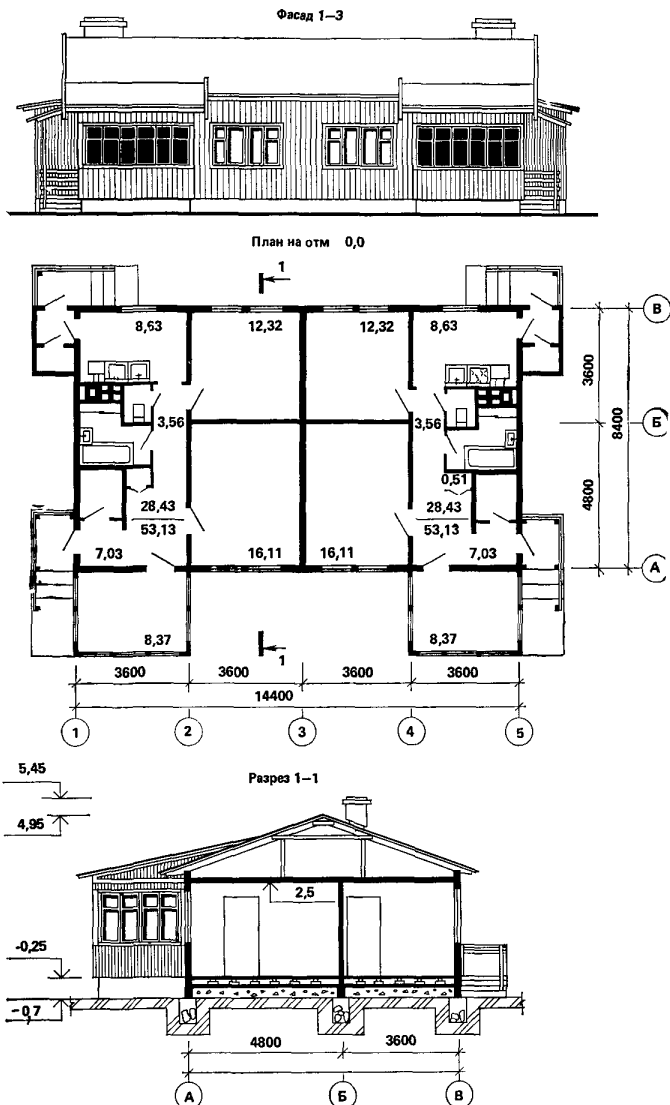 Фасад 1–3
План на отм 0,0
1
8,63 12,32 12,32 8,63
В
3600
3,56 3,56
Б
8400
0,51
28,43 28,43
53,13 53,13
4800
7,03 16,11 16,11 7,03
А
8,37 8,37
1
3600 3600 3600 3600
14400
1 2 3 4 5
5,45
Разрез 1–1
4,95
2,5
-0,25
-0,7
4800 3600
А Б В